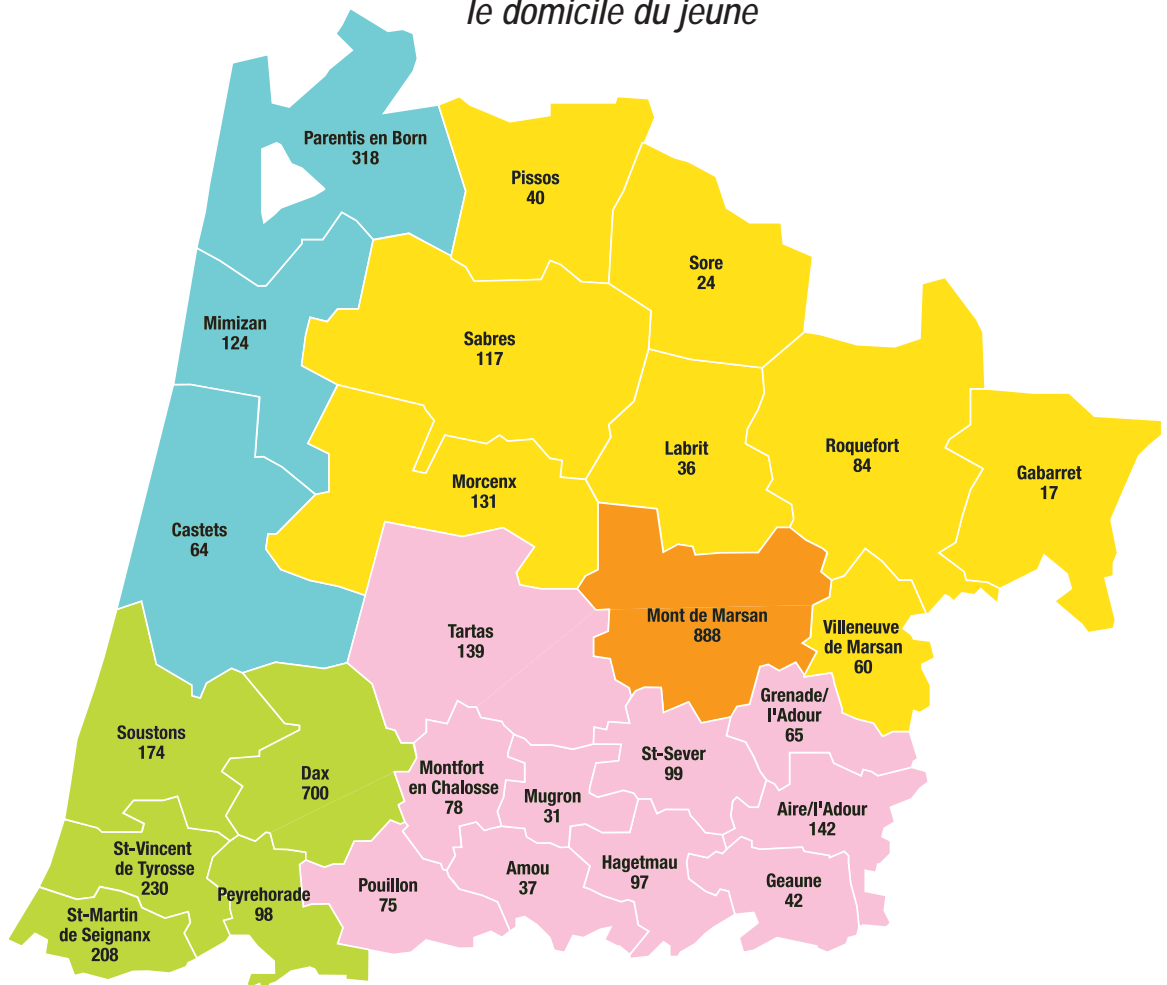 le domicile du jeune
Parentis en Born
318
Pissos
40
Sore
24
Mimizan
124
Sabres
117
Labrit
36
Roquefort
84
Gabarret
17
Morcenx
131
Castets
64
Mont de Marsan
888
Tartas
139
Villeneuve
de Marsan
60
Grenade/
l'Adour
65
Soustons
174
Dax
700
Montfort
en Chalosse
78
Mugron
31
St-Sever
99
Aire/l'Adour
142
St-Vincent
de Tyrosse
230
Peyrehorade
98
Pouillon
75
Amou
37
Hagetmau
97
Geaune
42
St-Martin
de Seignanx
208